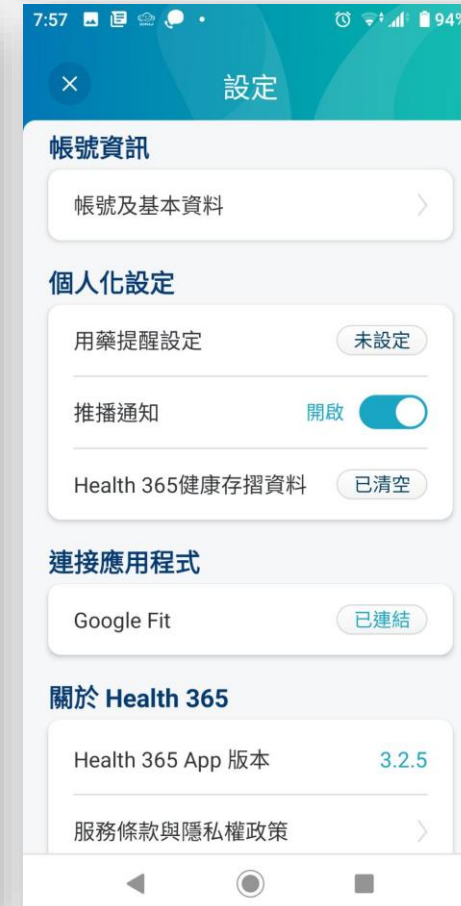 7:57 94%
設定
帳號資訊
帳號及基本資料
個人化設定
用藥提醒設定 未設定
推播通知 開啟
Health 365健康存摺資料 已清空
連接應用程式
Google Fit 已連結
關於 Health 365
Health 365 App 版本 3.2.5
服務條款與隱私權政策